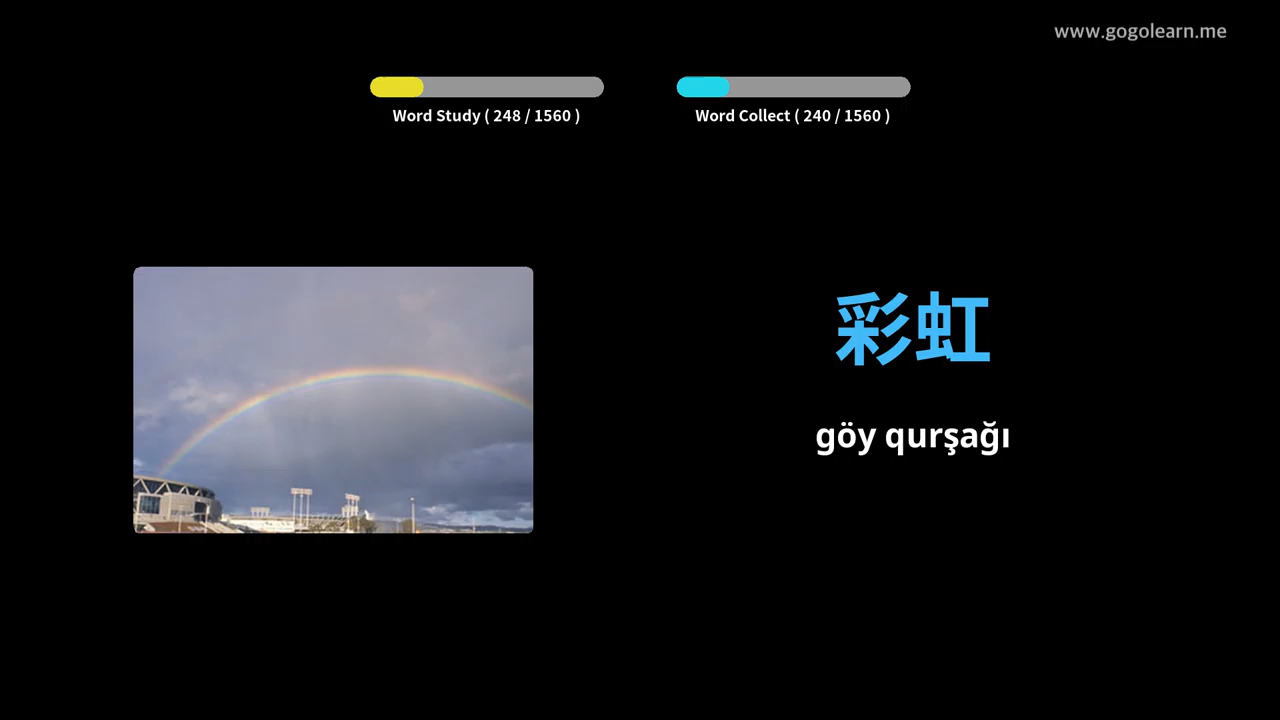 www.gogolearn.me
Word Study ( 248 / 1560 )
Word Collect ( 240 / 1560 )
彩虹
göy qurşağı